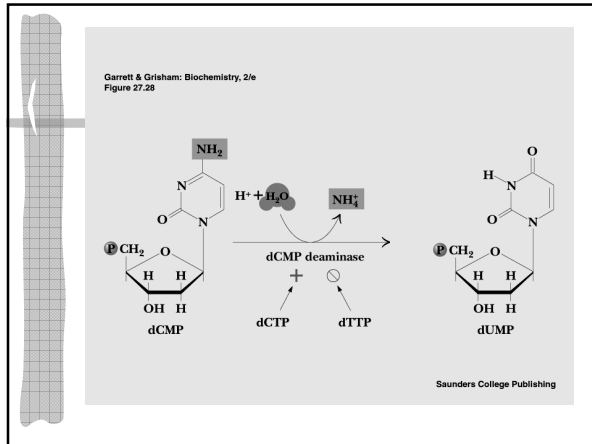 Garrett & Grisham: Biochemistry, 2/e
Figure 27.28
NH₂
N
O
N
P CH₂
O
H
H
H
OH
H
dCMP
H⁺ + H₂O
NH₄⁺
dCMP deaminase
+
dCTP
dTTP
O
H
N
O
N
P CH₂
O
H
H
H
OH
H
dUMP
Saunders College Publishing